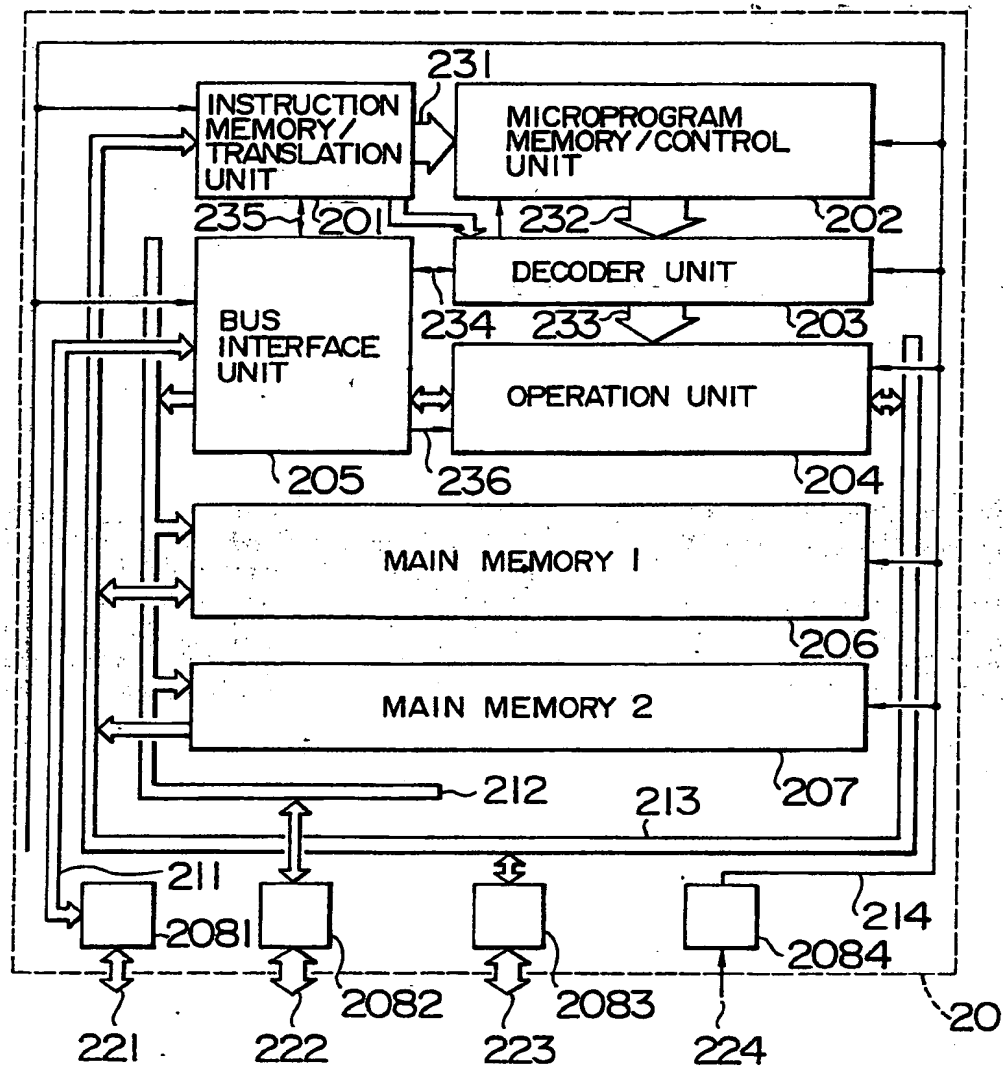 231
INSTRUCTION
MEMORY/
TRANSLATION
UNIT
MICROPROGRAM
MEMORY/CONTROL
UNIT
235
201
232
202
DECODER UNIT
234
233
203
BUS
INTERFACE
UNIT
OPERATION UNIT
205
236
204
MAIN MEMORY 1
206
MAIN MEMORY 2
212
207
213
211
214
2081
2082
2083
2084
20
221
222
223
224